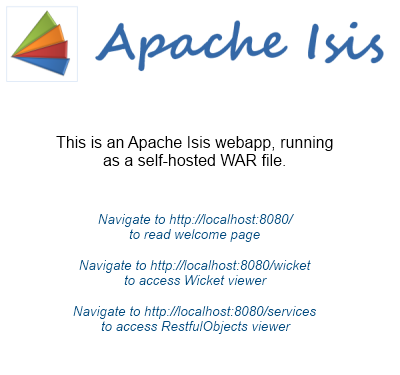 Apache Isis
This is an Apache Isis webapp, running
as a self-hosted WAR file.
Navigate to http://localhost:8080/
to read welcome page
Navigate to http://localhost:8080/wicket
to access Wicket viewer
Navigate to http://localhost:8080/services
to access RestfulObjects viewer